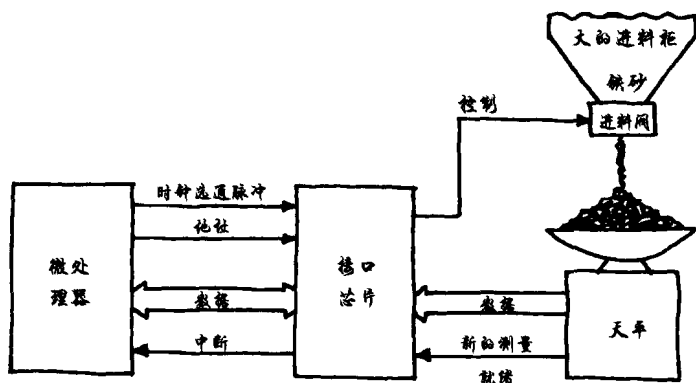 大的进料柜
铁砂
进料阀
控制
时钟选通脉冲
地址
微处
理器
接口
芯片
数据
数据
天平
中断
新的测量
就绪